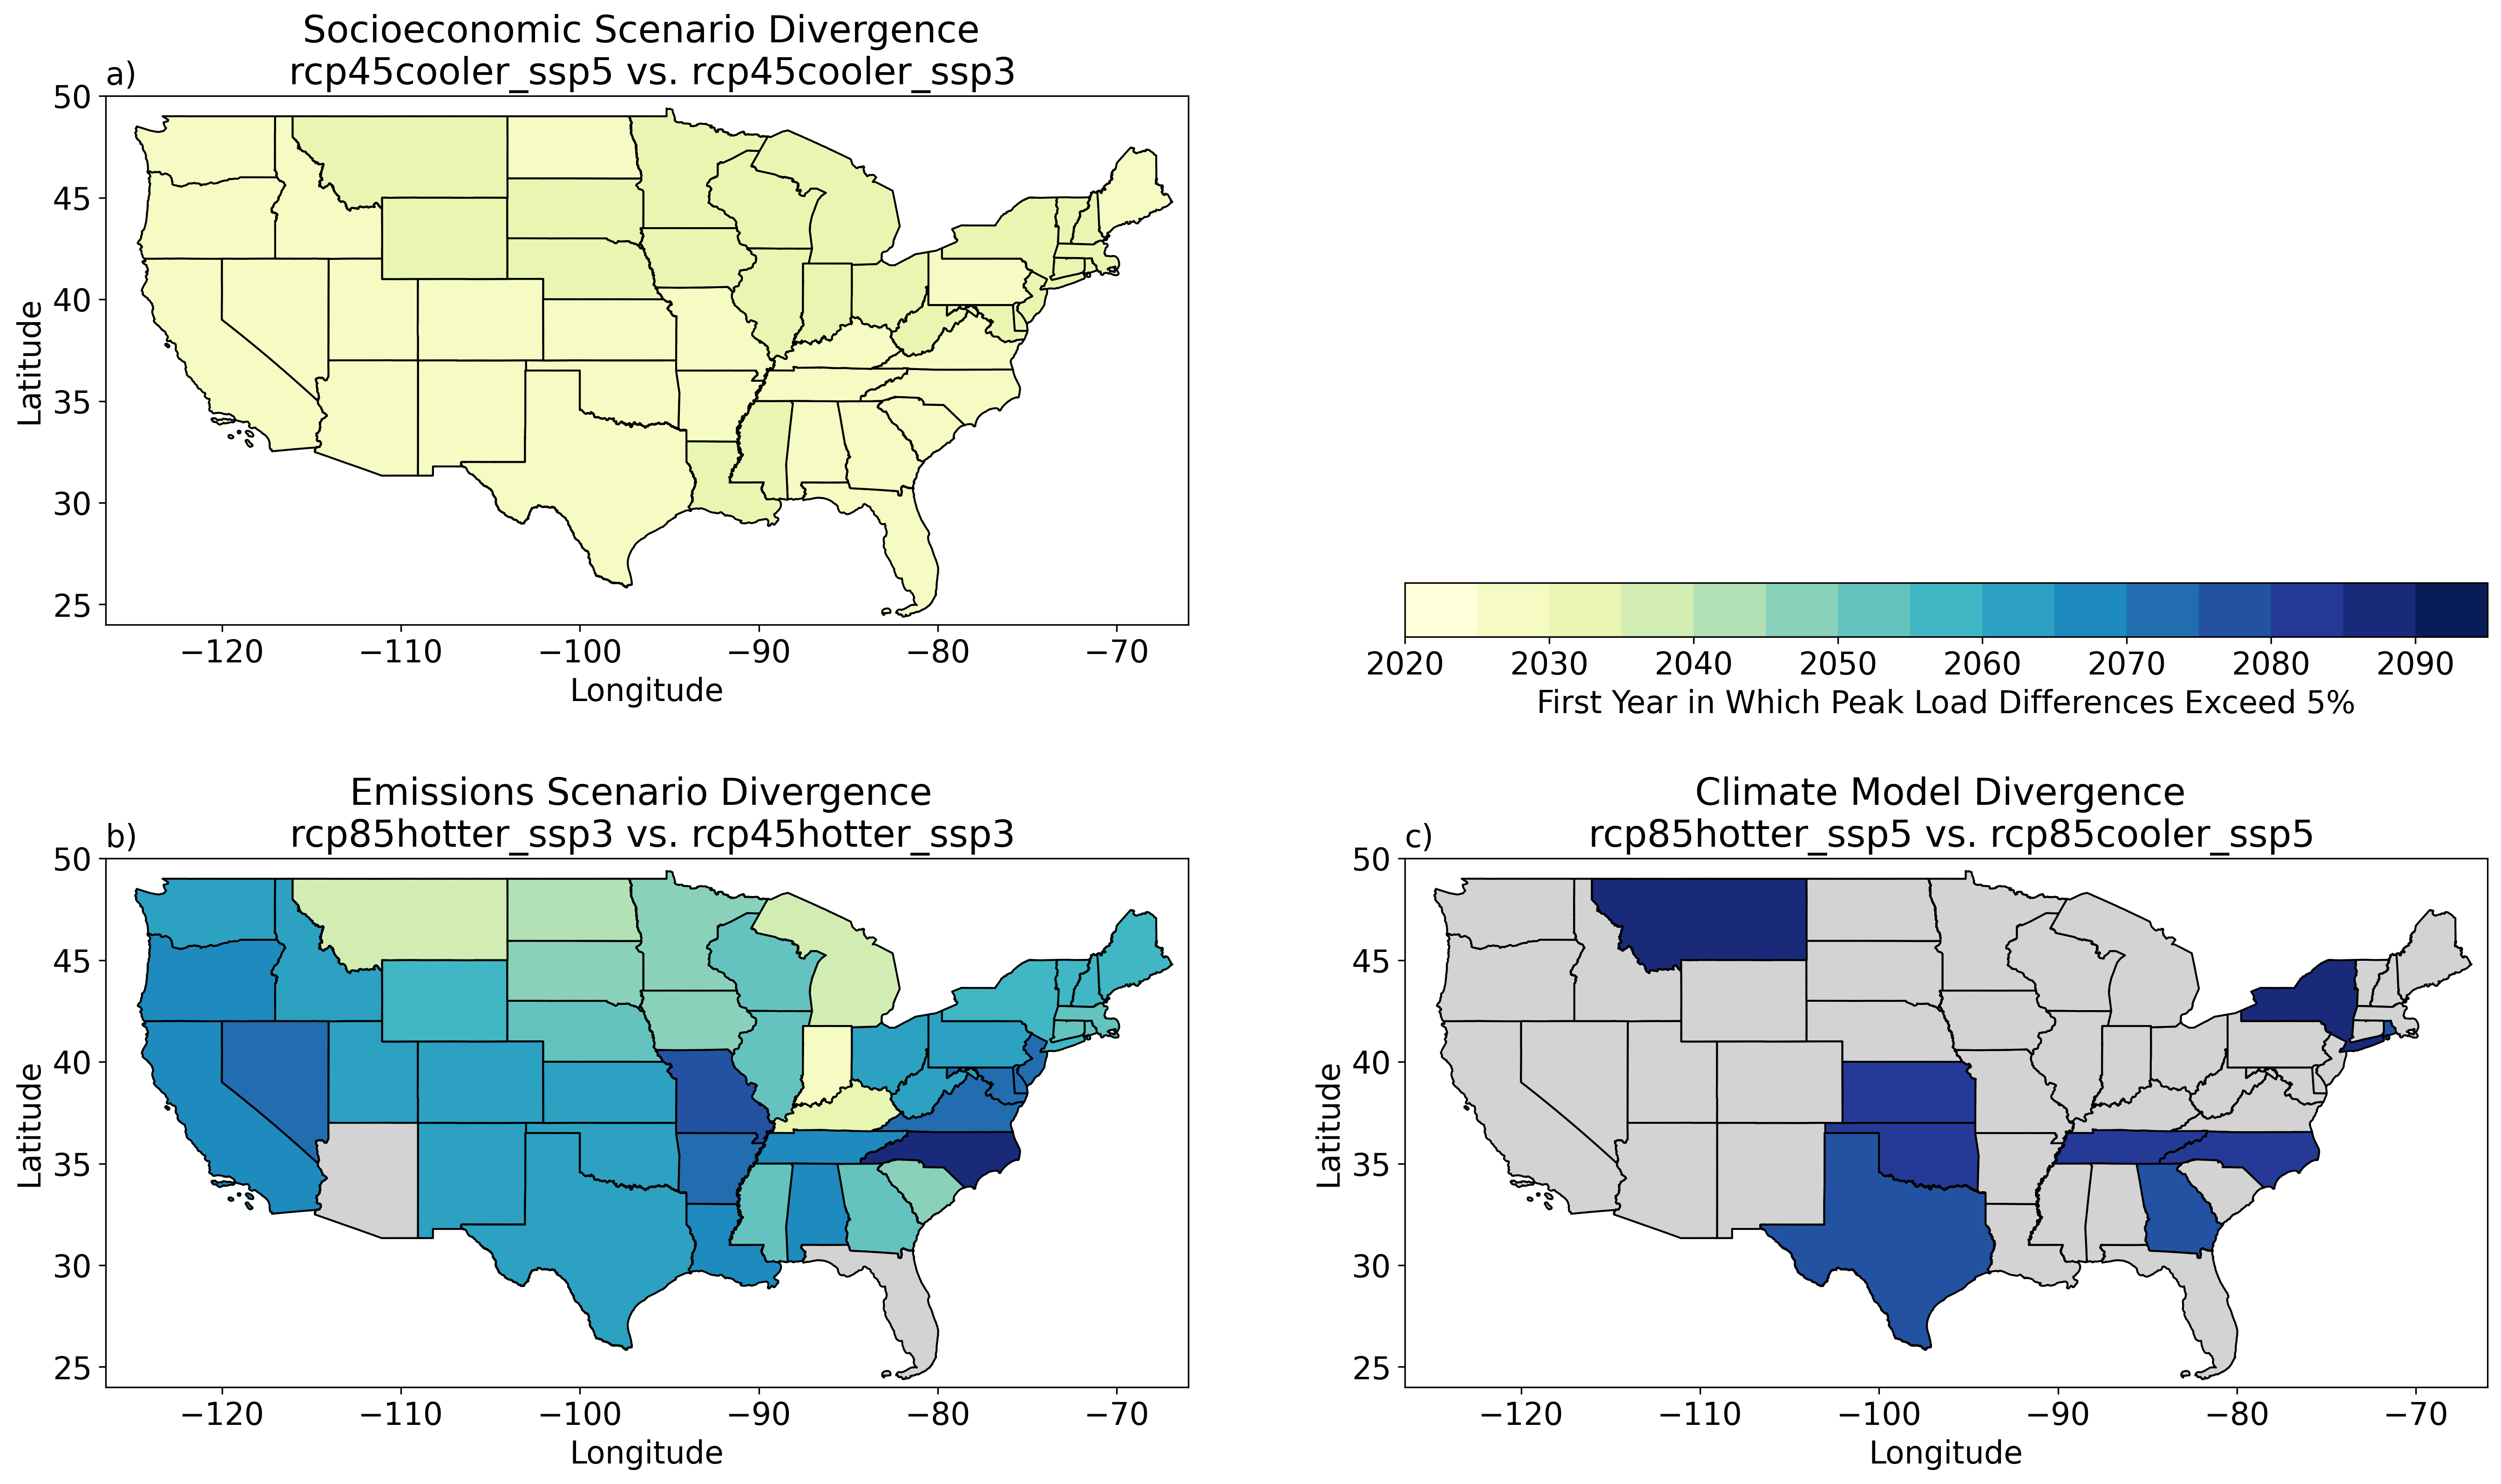 Socioeconomic Scenario Divergence
a) rcp45cooler_ssp5 vs. rcp45cooler_ssp3
50
45
40
35
30
25
Latitude
−120 −110 −100 −90 −80 −70
Longitude
2020 2030 2040 2050 2060 2070 2080 2090
First Year in Which Peak Load Differences Exceed 5%
Emissions Scenario Divergence
b) rcp85hotter_ssp3 vs. rcp45hotter_ssp3
50
45
40
35
30
25
Latitude
−120 −110 −100 −90 −80 −70
Longitude
Climate Model Divergence
c) rcp85hotter_ssp5 vs. rcp85cooler_ssp5
50
45
40
35
30
25
Latitude
−120 −110 −100 −90 −80 −70
Longitude